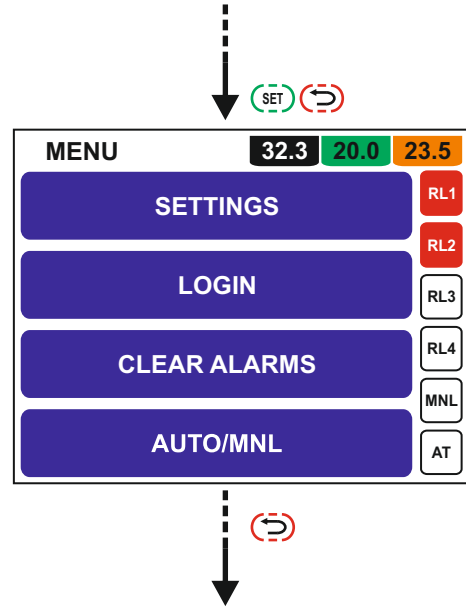 SET
MENU 32.3 20.0 23.5
SETTINGS
RL1
RL2
LOGIN
RL3
CLEAR ALARMS
RL4
MNL
AUTO/MNL
AT